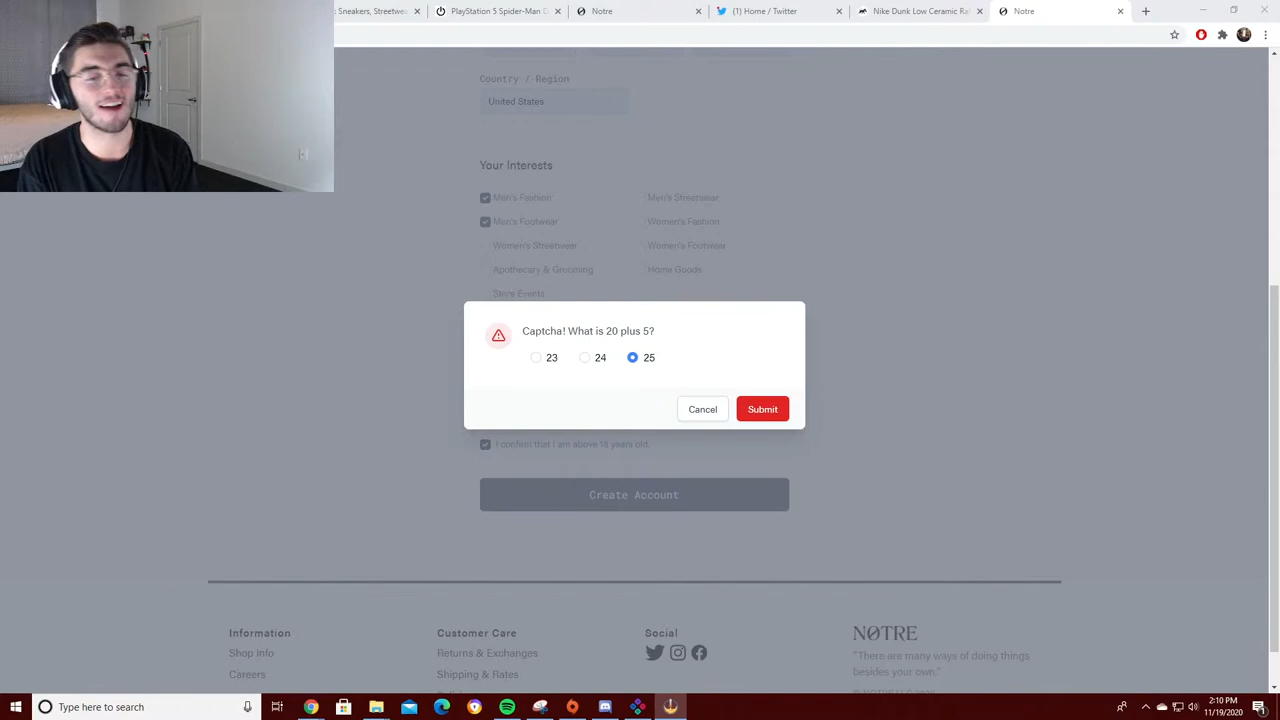 Sneakers, Streetwea
PlayStation 5 Spider-Man
Notre
(1) Home / Twitter
Nike Dunk Low Ceramic Ra
Notre
Country / Region
United States
Your Interests
Men's Fashion
Men's Streetwear
Men's Footwear
Women's Fashion
Women's Streetwear
Women's Footwear
Apothecary & Grooming
Home Goods
Store Events
Captcha! What is 20 plus 5?
23
24
25
Cancel
Submit
I confirm that I am above 18 years old.
Create Account
Information
Customer Care
Social
NØTRE
Shop Info
Returns & Exchanges
"There are many ways of doing things
besides your own."
Careers
Shipping & Rates
Type here to search
2:10 PM
11/19/2020